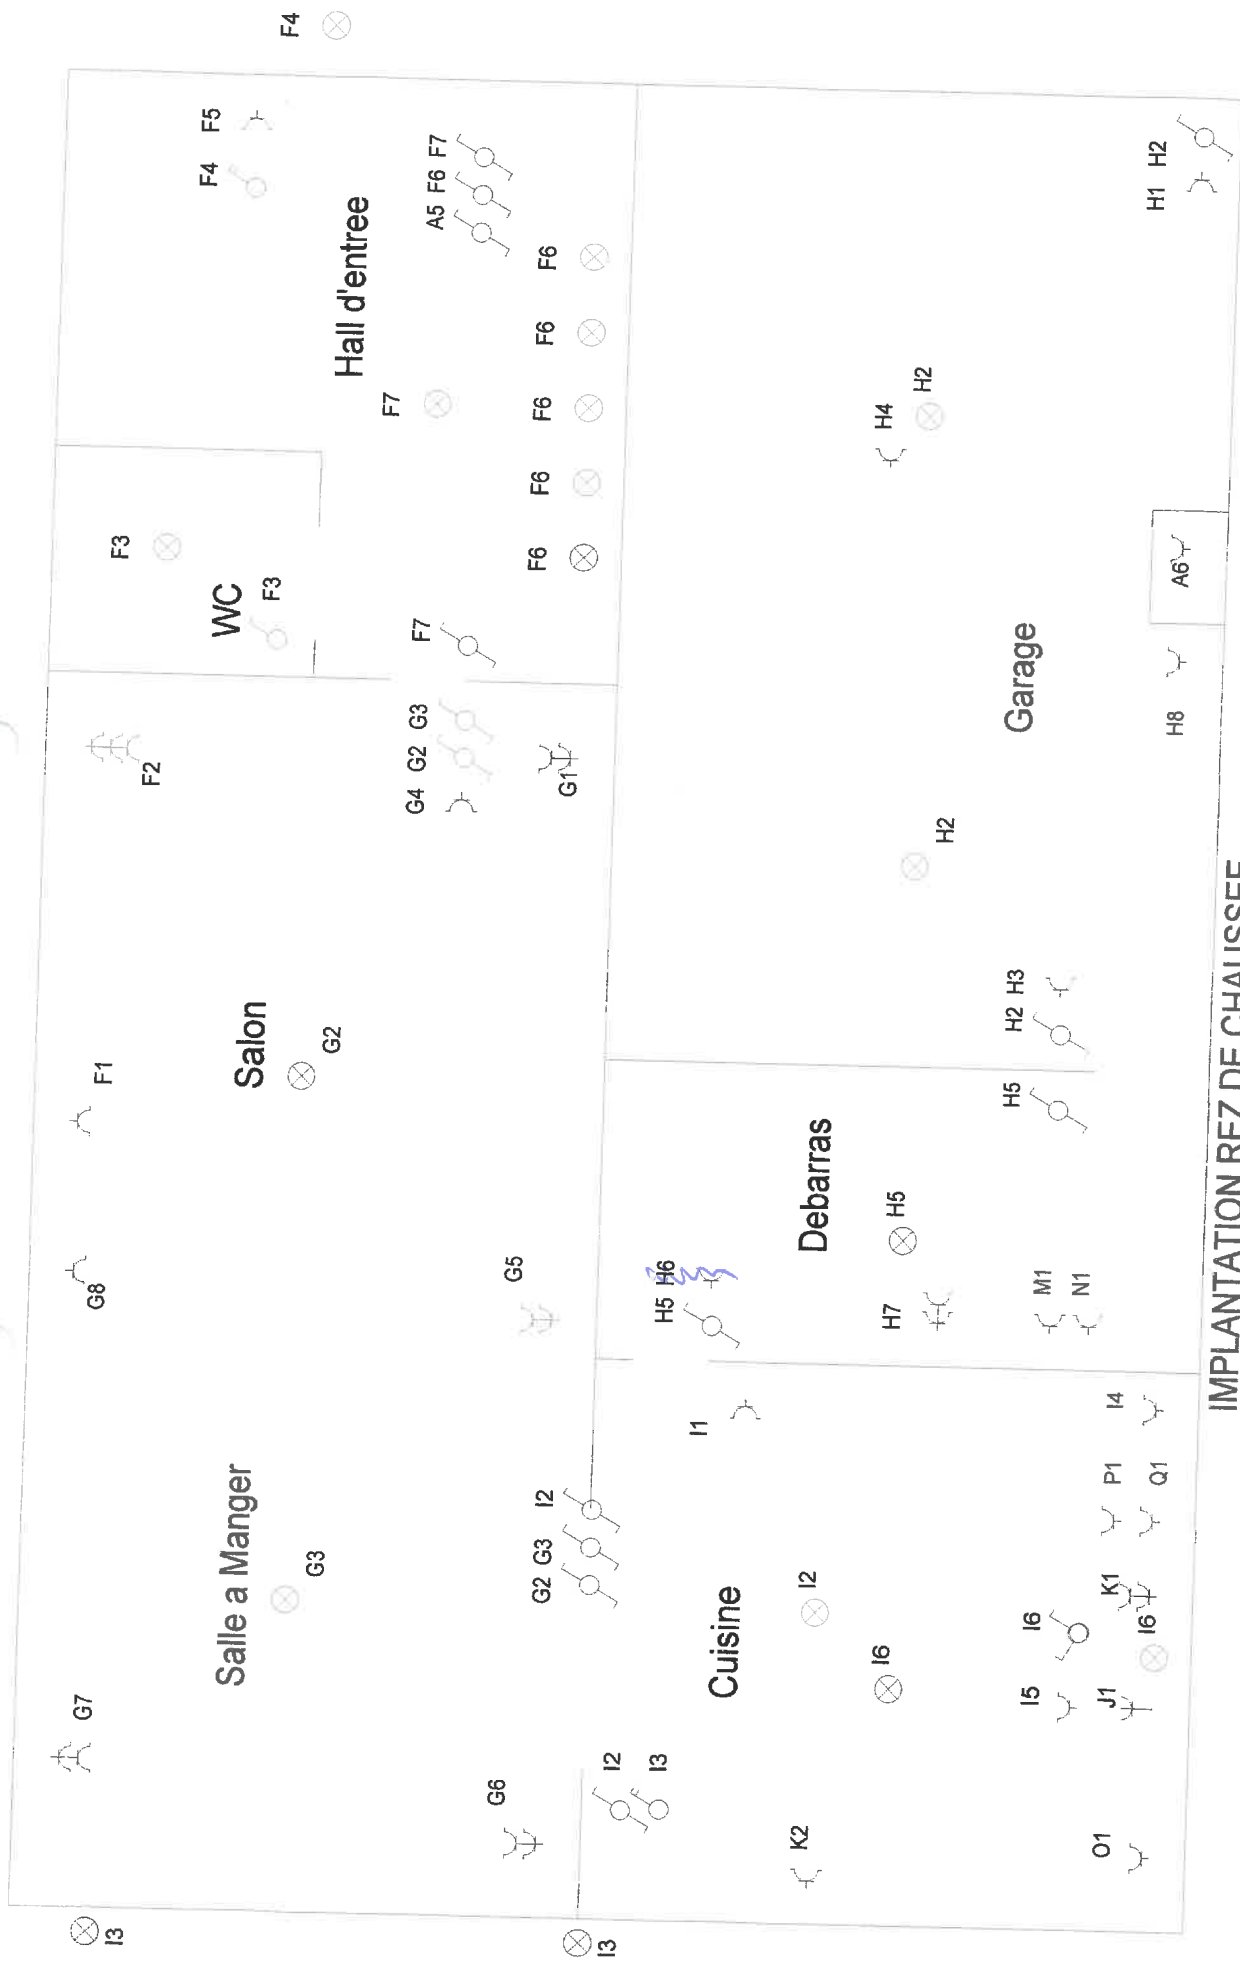 I3
G7
Salle a Manger
G3
G8
F1
Salon
G2
F2
F3
WC
F3
F4
F5
F4
Hall d'entree
F7
A5 F6 F7
F6 F6 F6 F6 F6
F7
G4 G2 G3
G1
G5
G6
G2 G3 I2
I3
I2
I3
Cuisine
I2
I6
K2
I1
I5
I6
J1
I6
K1
P1
Q1
I4
O1
H5 H6
Debarras
H5
H7
M1
N1
H5
H2 H3
H2
Garage
H4
H2
H8
A6
H1 H2
IMPLANTATION REZ DE CHAUSSEE